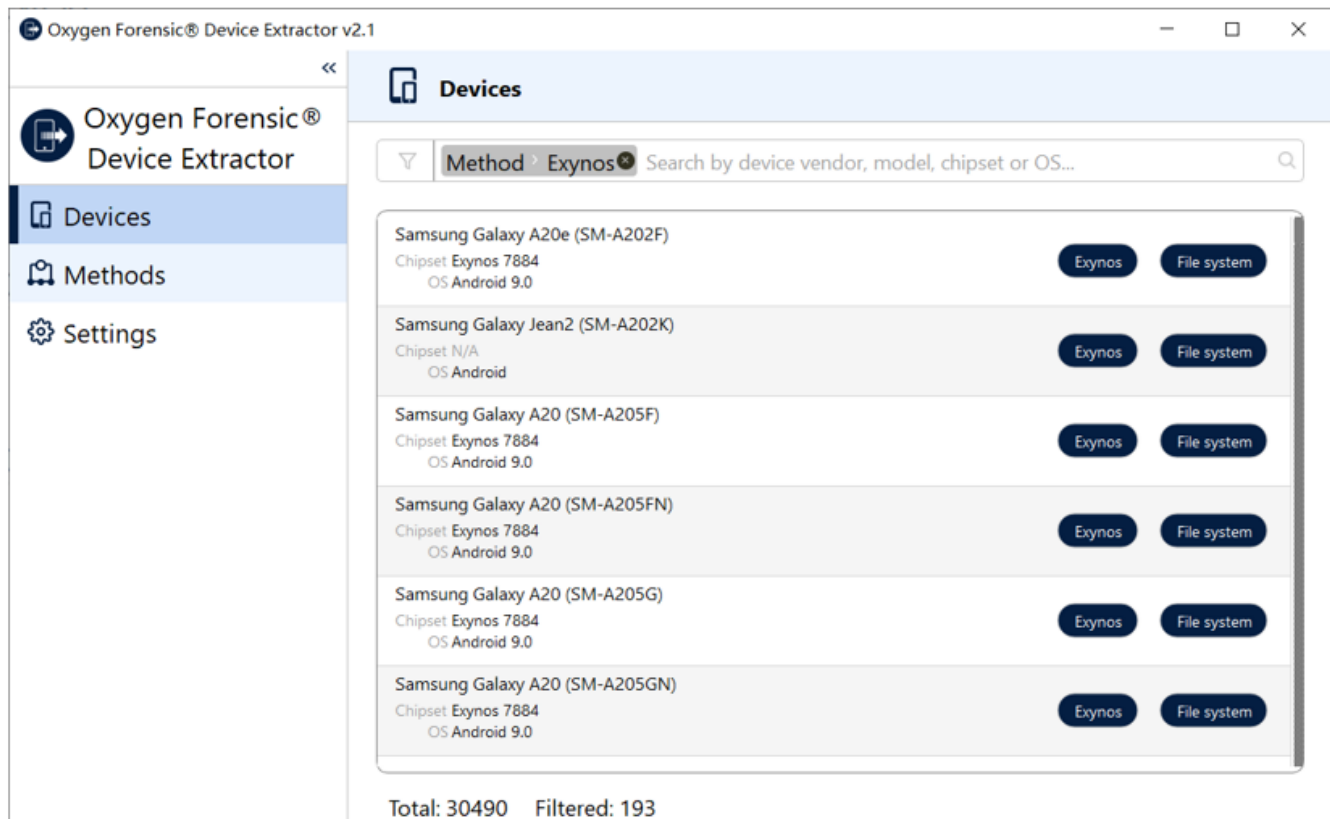 Oxygen Forensic® Device Extractor v2.1
«
Oxygen Forensic®
Device Extractor
Devices
Methods
Settings
Devices
Method › Exynos Search by device vendor, model, chipset or OS...
Samsung Galaxy A20e (SM-A202F)
Chipset Exynos 7884
OS Android 9.0
Exynos File system
Samsung Galaxy Jean2 (SM-A202K)
Chipset N/A
OS Android
Exynos File system
Samsung Galaxy A20 (SM-A205F)
Chipset Exynos 7884
OS Android 9.0
Exynos File system
Samsung Galaxy A20 (SM-A205FN)
Chipset Exynos 7884
OS Android 9.0
Exynos File system
Samsung Galaxy A20 (SM-A205G)
Chipset Exynos 7884
OS Android 9.0
Exynos File system
Samsung Galaxy A20 (SM-A205GN)
Chipset Exynos 7884
OS Android 9.0
Exynos File system
Total: 30490 Filtered: 193